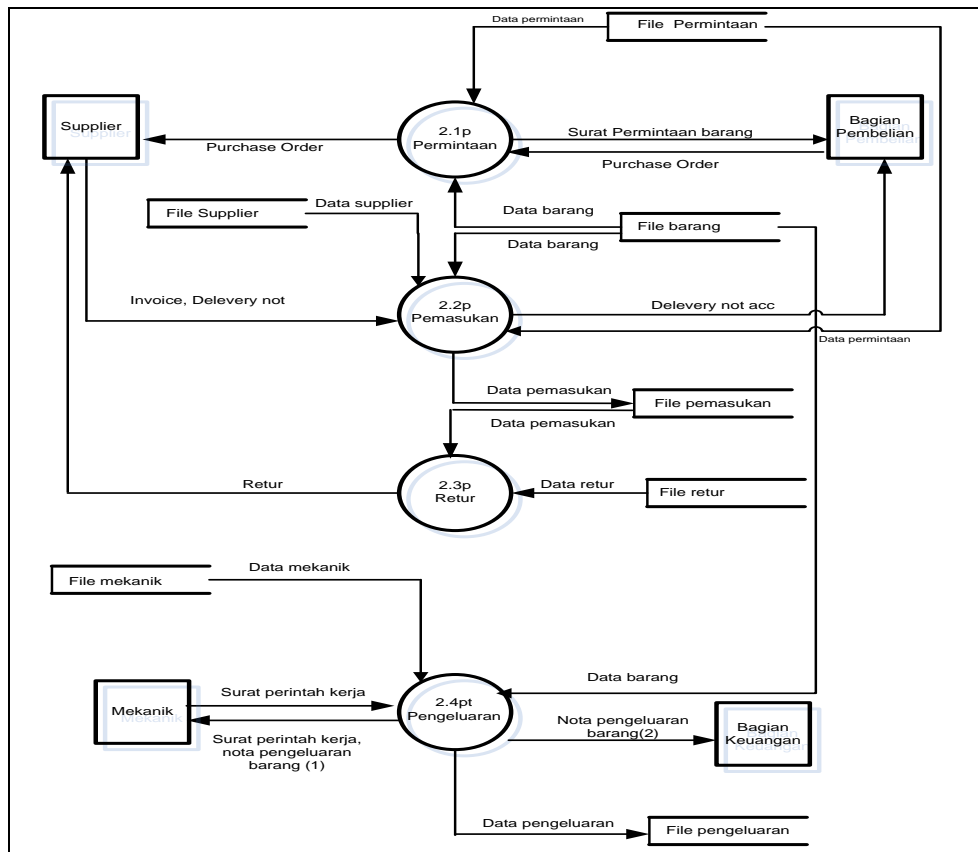 Data permintaan
File Permintaan
Supplier
2.1p
Permintaan
Bagian
Pembelian
Surat Permintaan barang
Purchase Order
Purchase Order
File Supplier
Data supplier
Data barang
File barang
Data barang
Invoice, Delevery not
2.2p
Pemasukan
Delevery not acc
Data permintaan
Data pemasukan
File pemasukan
Data pemasukan
Retur
2.3p
Retur
Data retur
File retur
File mekanik
Data mekanik
Data barang
Mekanik
Surat perintah kerja
2.4pt
Pengeluaran
Surat perintah kerja,
nota pengeluaran
barang (1)
Nota pengeluaran
barang(2)
Bagian
Keuangan
Data pengeluaran
File pengeluaran